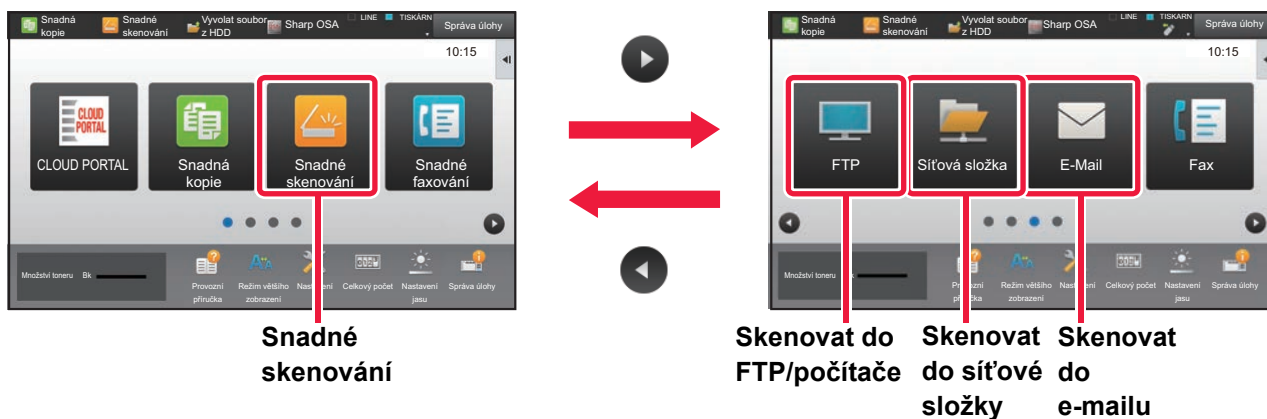 Snadná
kopie
Snadné
skenování
Vyvolat soubor
z HDD
Sharp OSA
LINE
TISKÁRN
Správa úlohy
10:15
CLOUD
PORTAL
CLOUD PORTAL
Snadná
kopie
Snadné
skenování
Snadné
faxování
Množství toneru Bk
Provozní
příručka
Režim většího
zobrazení
Nastavení
Celkový počet
Nastavení
jasu
Správa úlohy
Snadné
skenování
Snadná
kopie
Snadné
skenování
Vyvolat soubor
z HDD
Sharp OSA
LINE
TISKÁRN
Správa úlohy
10:15
FTP
Síťová složka
E-Mail
Fax
Množství toneru
Režim většího
zobrazení
Celkový počet
Nastavení
jasu
Správa úlohy
Skenovat do
FTP/počítače
Skenovat
do síťové
složky
Skenovat
do
e-mailu